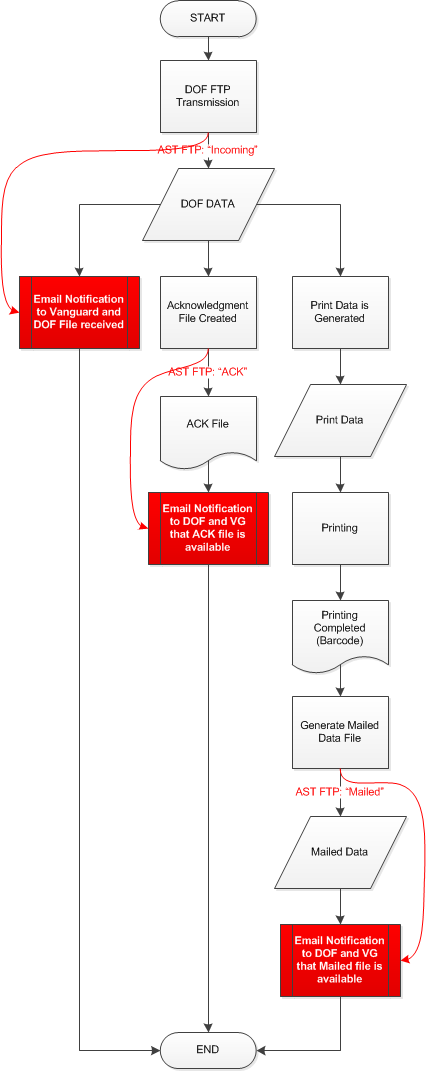 START
DOF FTP
Transmission
AST FTP: “Incoming”
DOF DATA
Email Notification
to Vanguard and
DOF File received
Acknowledgment
File Created
Print Data is
Generated
AST FTP: “ACK”
ACK File
Print Data
Email Notification
to DOF and VG
that ACK file is
available
Printing
Printing
Completed
(Barcode)
Generate Mailed
Data File
AST FTP: “Mailed”
Mailed Data
Email Notification
to DOF and VG
that Mailed file is
available
END